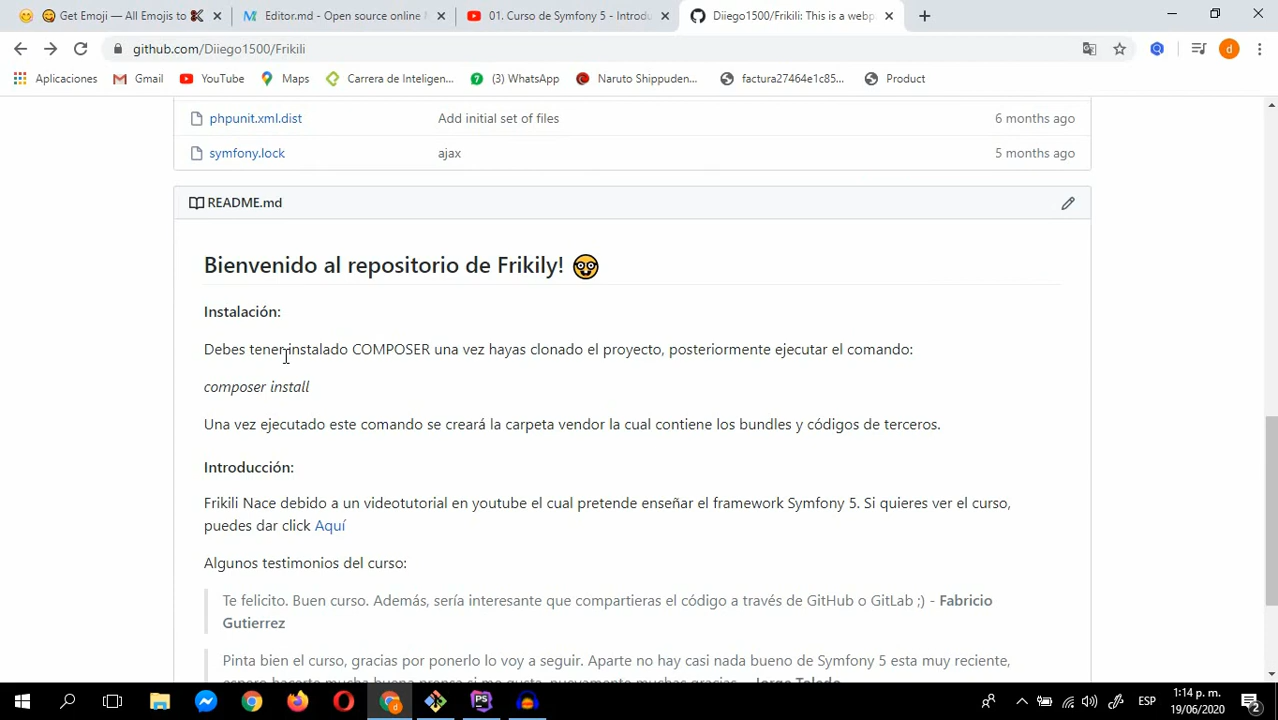 Get Emoji — All Emojis to
Editor.md - Open source online
01. Curso de Symfony 5 - Introdu
Diiego1500/Frikili: This is a webp
github.com/Diiego1500/Frikili
d
Aplicaciones
Gmail
YouTube
Maps
Carrera de Inteligen...
7
(3) WhatsApp
Naruto Shippuden...
factura27464e1c85...
Product
phpunit.xml.dist
Add initial set of files
6 months ago
symfony.lock
ajax
5 months ago
README.md
Bienvenido al repositorio de Frikily!
Instalación:
Debes tener instalado COMPOSER una vez hayas clonado el proyecto, posteriormente ejecutar el comando:
composer install
Una vez ejecutado este comando se creará la carpeta vendor la cual contiene los bundles y códigos de terceros.
Introducción:
Frikili Nace debido a un videotutorial en youtube el cual pretende enseñar el framework Symfony 5. Si quieres ver el curso,
puedes dar click Aquí
Algunos testimonios del curso:
Te felicito. Buen curso. Además, sería interesante que compartieras el código a través de GitHub o GitLab ;) - Fabricio
Gutierrez
Pinta bien el curso, gracias por ponerlo lo voy a seguir. Aparte no hay casi nada bueno de Symfony 5 esta muy reciente,
d
PS
ESP
1:14 p. m.
19/06/2020
2